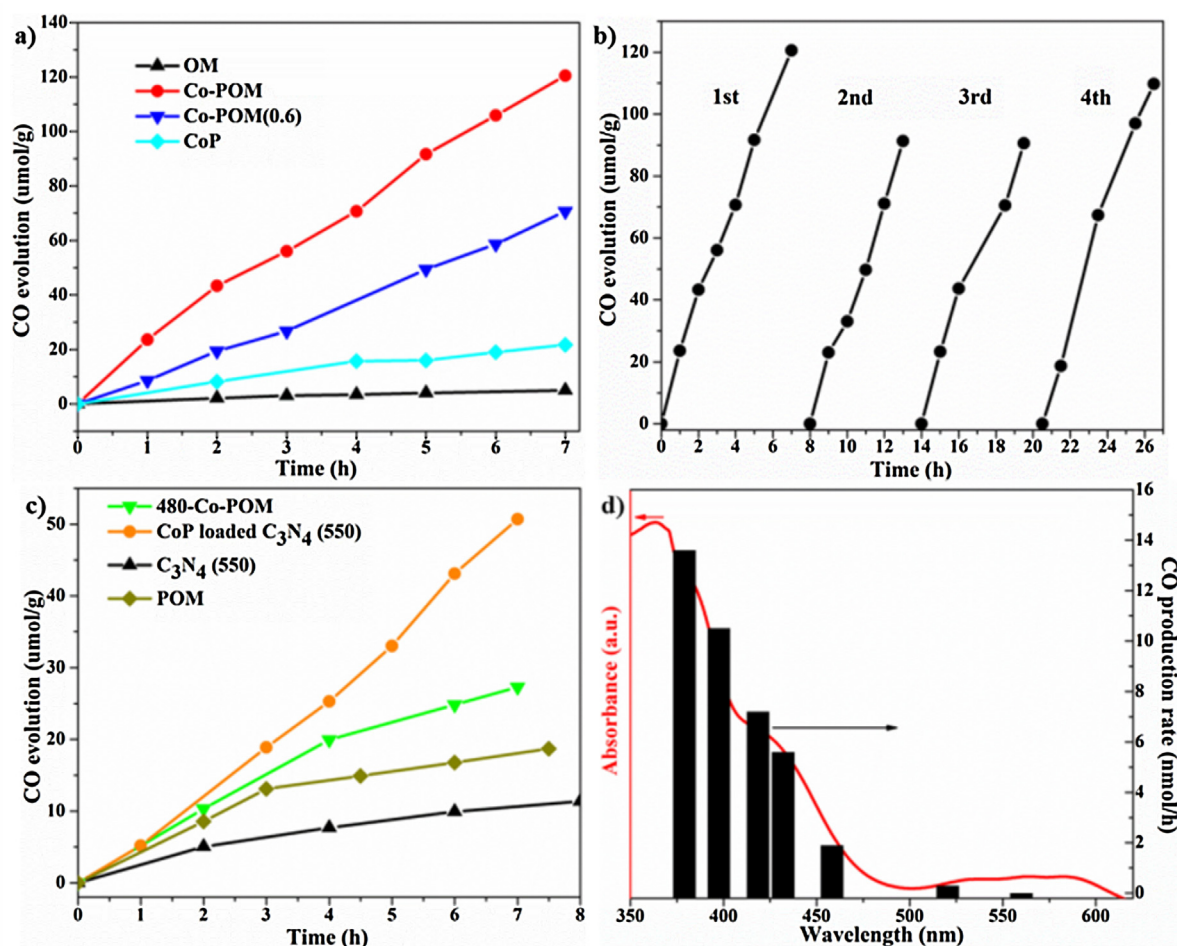 a)
CO evolution (umol/g)
140
120
100
80
60
40
20
0
OM
Co-POM
Co-POM(0.6)
CoP
0 1 2 3 4 5 6 7
Time (h)
b)
CO evolution (umol/g)
120
100
80
60
40
20
0
1st 2nd 3rd 4th
0 2 4 6 8 10 12 14 16 18 20 22 24 26
Time (h)
c)
CO evolution (umol/g)
50
40
30
20
10
0
480-Co-POM
CoP loaded C₃N₄ (550)
C₃N₄ (550)
POM
0 1 2 3 4 5 6 7 8
Time (h)
d)
Absorbance (a.u.)
16
14
12
10
8
6
4
2
0
CO production rate (nmol/h)
350 400 450 500 550 600
Wavelength (nm)